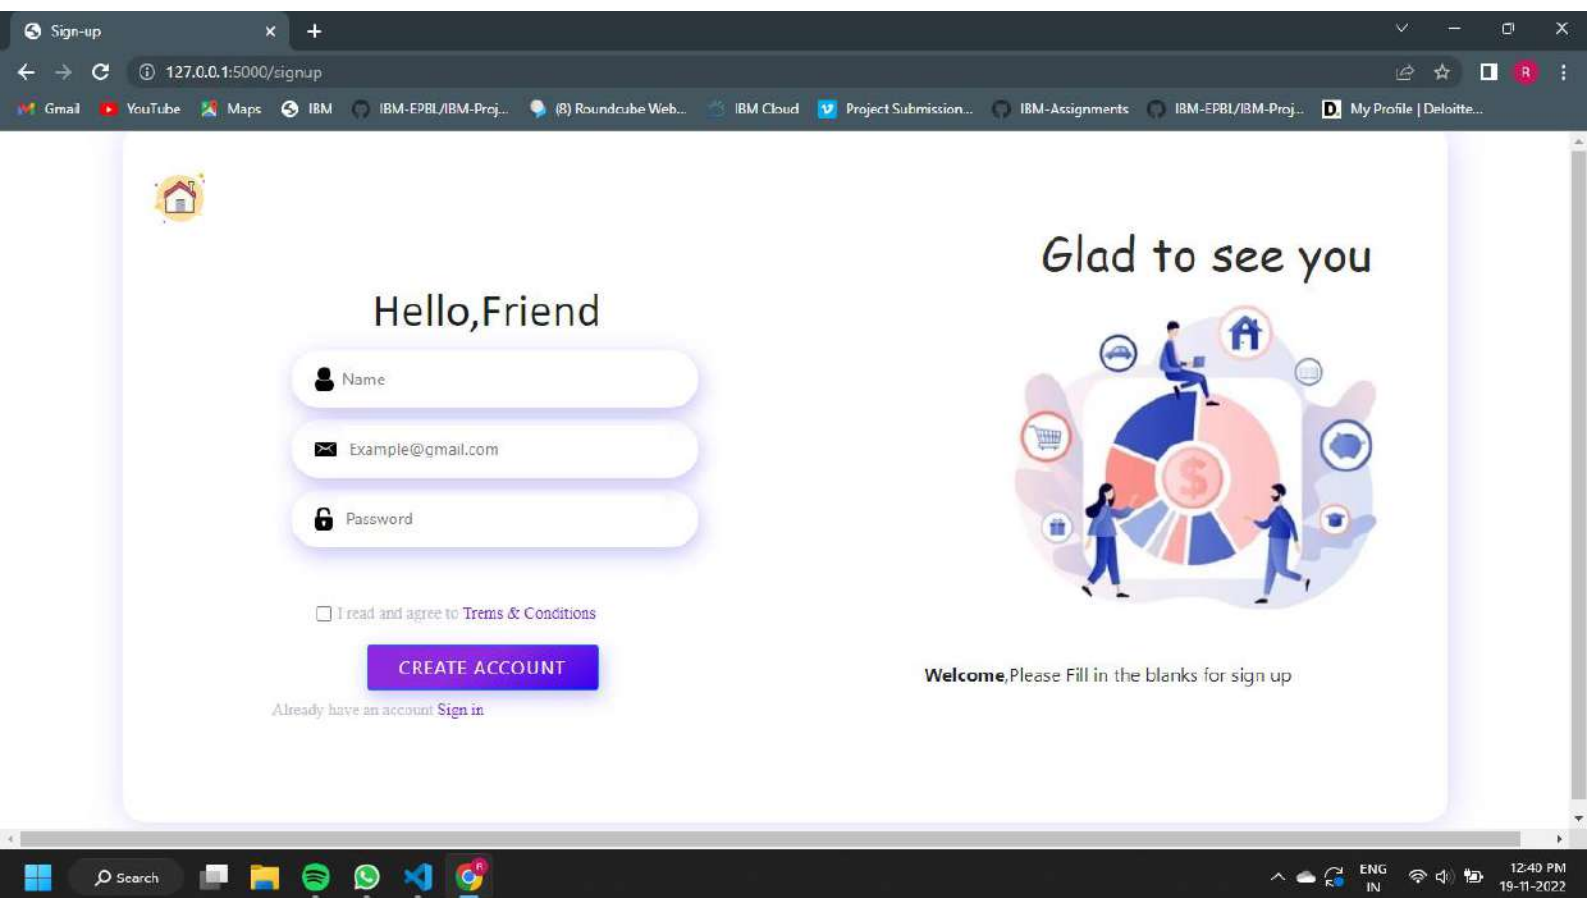 Sign-up
127.0.0.1:5000/signup
R
Gmail YouTube Maps IBM IBM-EPBL/IBM-Proj... (8) Roundcube Web... IBM Cloud Project Submission... IBM-Assignments IBM-EPBL/IBM-Proj... D. My Profile | Deloitte...
Glad to see you
Hello,Friend
Name
Example@gmail.com
Password
$
I read and agree to Trems & Conditions
CREATE ACCOUNT
Welcome,Please Fill in the blanks for sign up
Already have an account Sign in
Search
R
ENG
IN
12:40 PM
19-11-2022